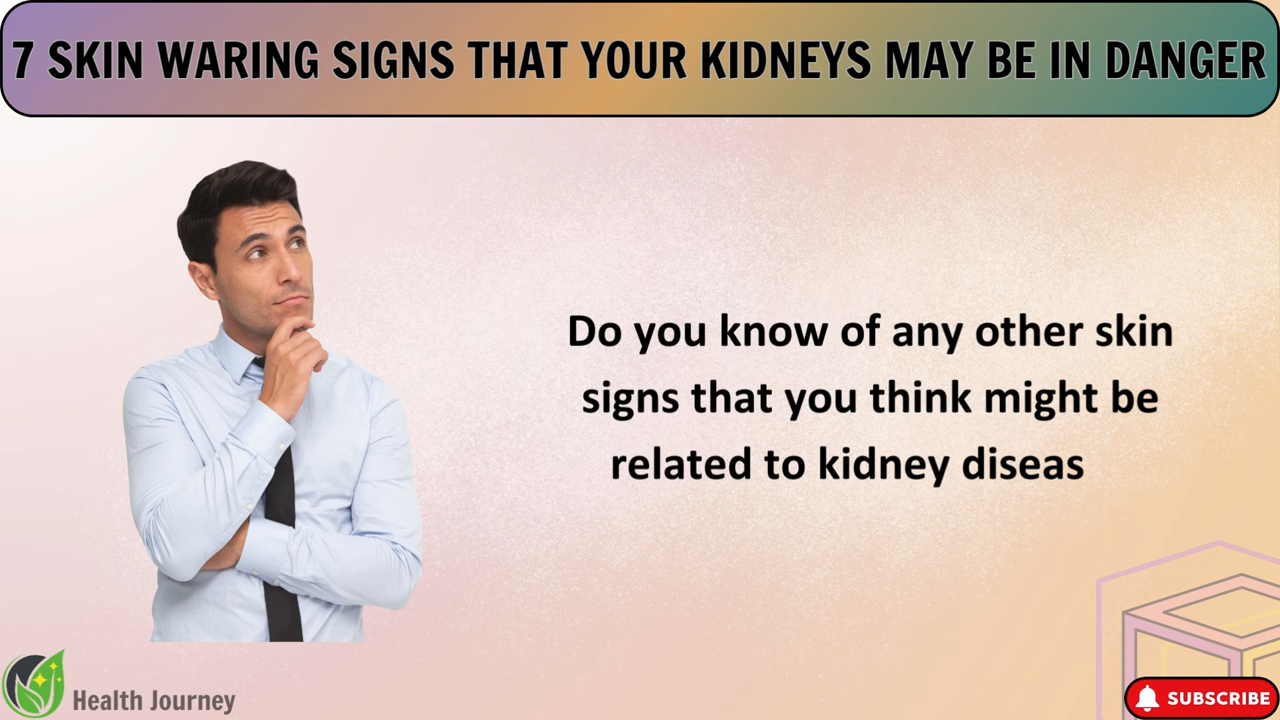 7 SKIN WARING SIGNS THAT YOUR KIDNEYS MAY BE IN DANGER
Do you know of any other skin
signs that you think might be
related to kidney diseas
Health Journey
SUBSCRIBE